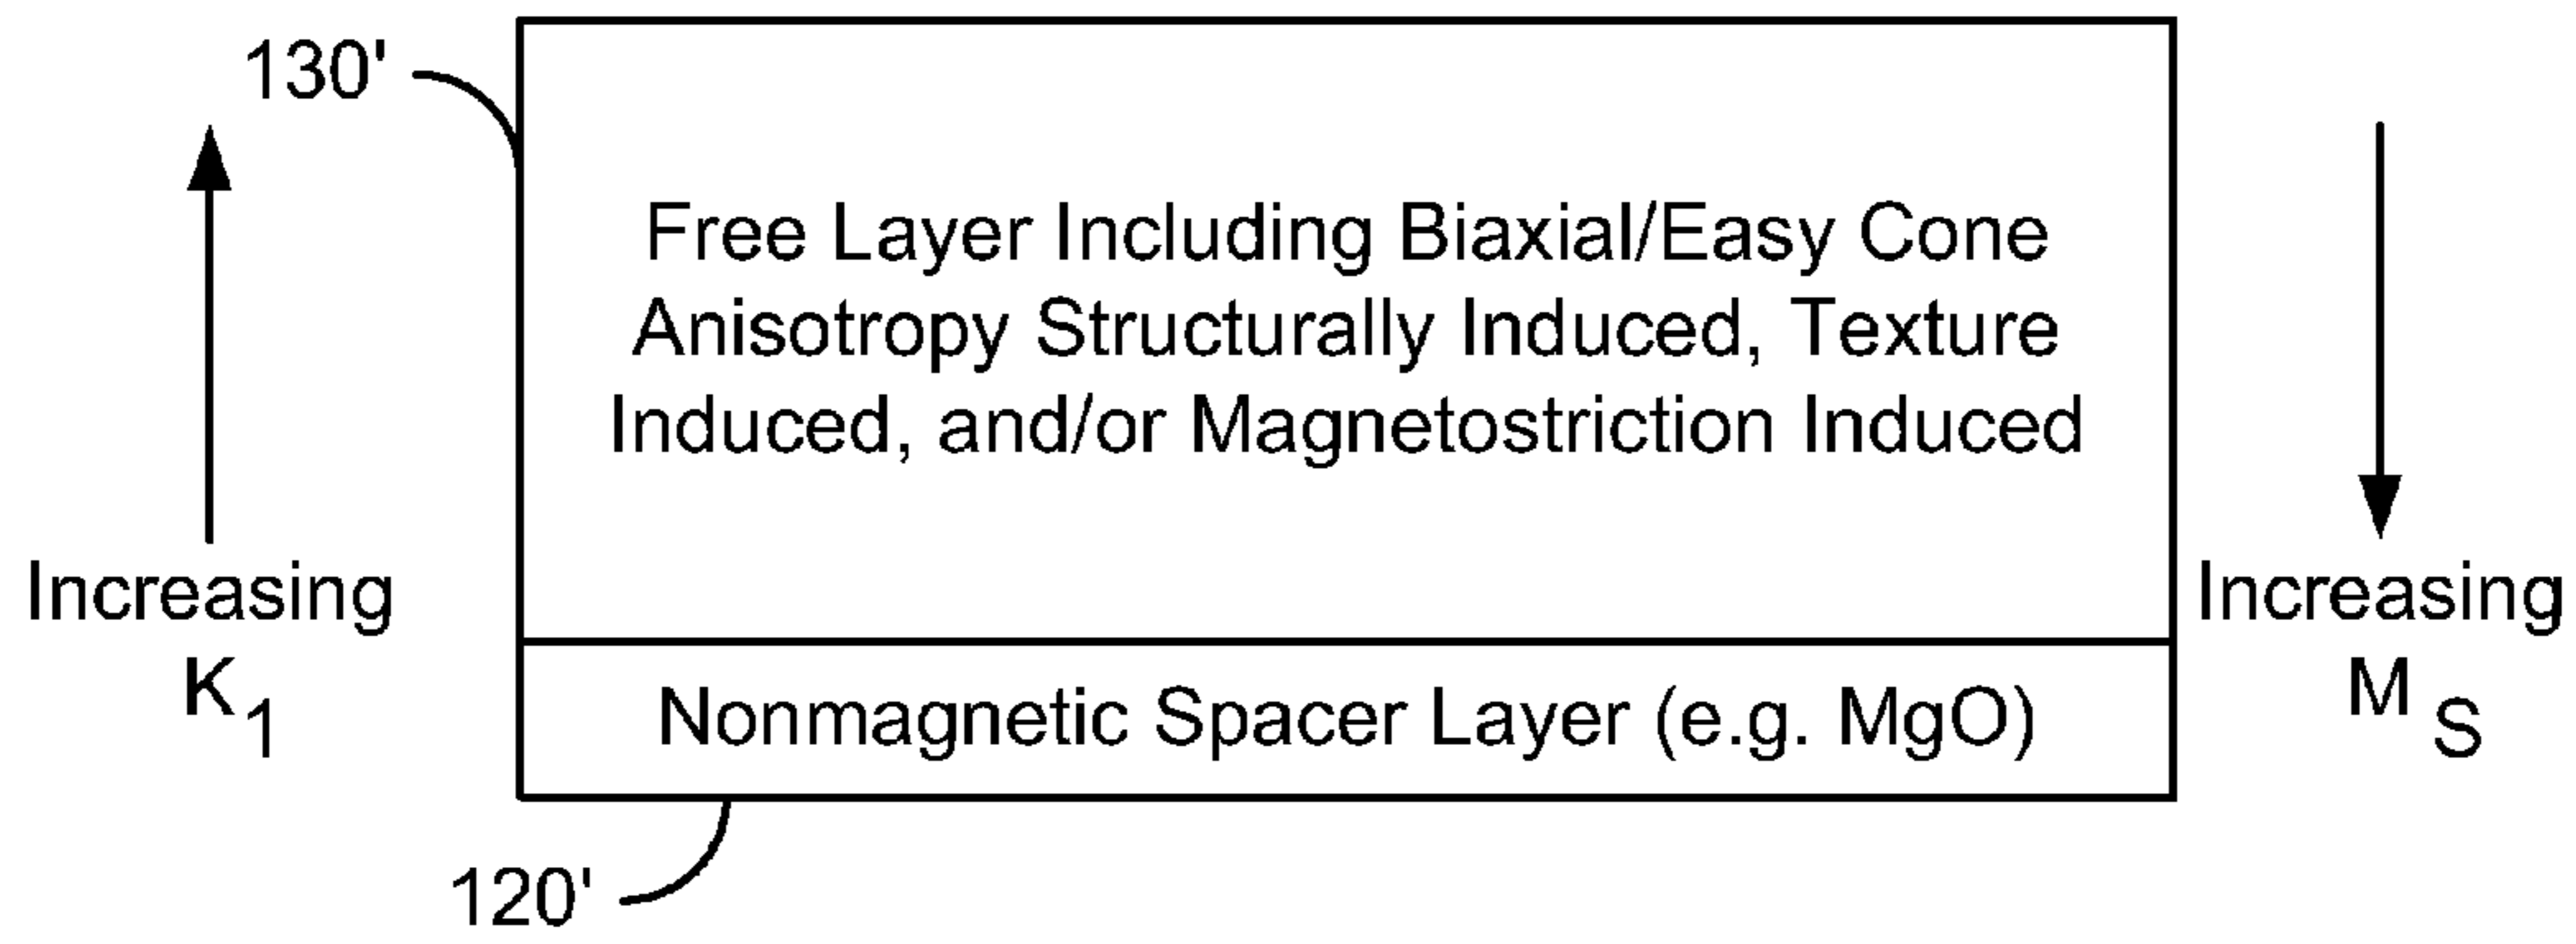 130'
Free Layer Including Biaxial/Easy Cone
Anisotropy Structurally Induced, Texture
Induced, and/or Magnetostriction Induced
Increasing
K1
Increasing
MS
Nonmagnetic Spacer Layer (e.g. MgO)
120'